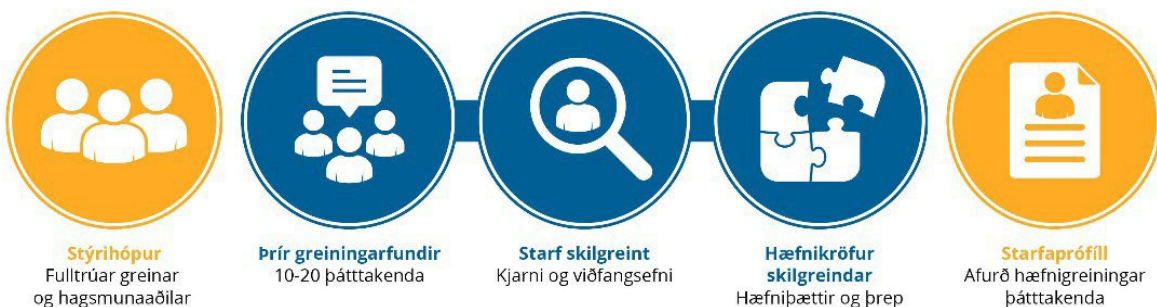 Stýrihópur
Fulltrúar greinar
og hagsmunaaðilar
Þrír greiningarfundir
10-20 þátttakenda
Starf skilgreint
Kjarni og viðfangsefni
Hæfnikröfur
skilgreindar
Hæfniþættir og þrep
Starfaprófíll
Afurð hæfnigreiningar
þátttakenda